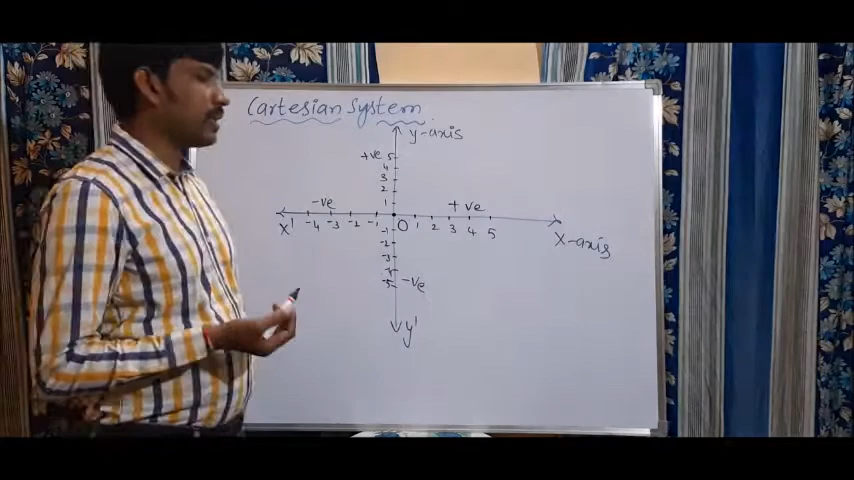 Cartesian System
y-axis
+ve 5
4
3
2
1
-ve + ve
-4 -3 -2 -1 O 1 2 3 4 5
X' X-axis
-1
-2
-3
-4
-5 -ve
y'